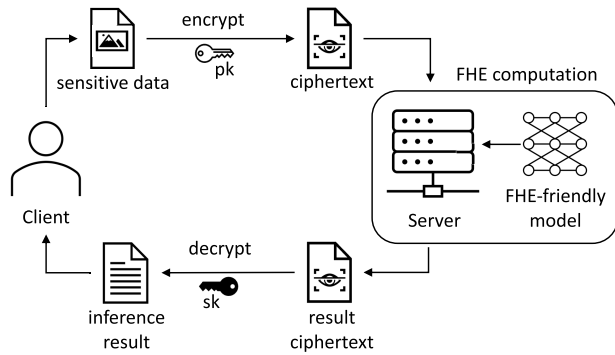 encrypt
pk
sensitive data
ciphertext
FHE computation
Client
Server
FHE-friendly
model
decrypt
sk
inference
result
result
ciphertext